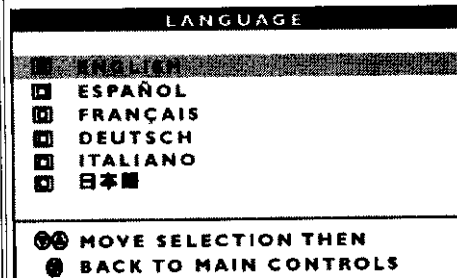 LANGUAGE
ENGLISH
ESPAÑOL
FRANÇAIS
DEUTSCH
ITALIANO
日本語
MOVE SELECTION THEN
BACK TO MAIN CONTROLS